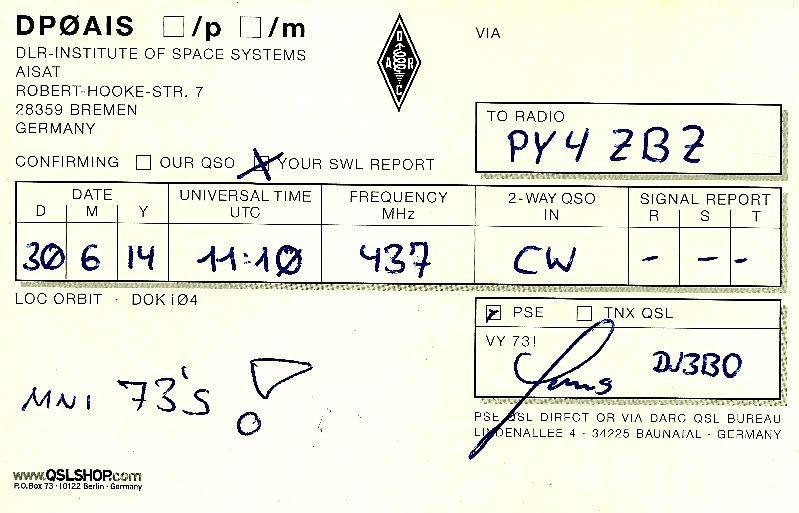 DPØAIS □/p □/m
DLR-INSTITUTE OF SPACE SYSTEMS
AISAT
ROBERT-HOOKE-STR. 7
28359 BREMEN
GERMANY
CONFIRMING □ OUR QSO ☒ YOUR SWL REPORT
D A R C
VIA
TO RADIO
PY4ZBZ
DATE UNIVERSAL TIME FREQUENCY 2-WAY QSO SIGNAL REPORT
D M Y UTC MHz IN R S T
30 6 14 11:10 437 CW - - -
LOC ORBIT · DOK iØ4
☒ PSE □ TNX QSL
VY 73!
DJ3BO
MNI 73's !
PSE QSL DIRECT OR VIA DARC QSL BUREAU
LINDENALLEE 4 - 34225 BAUNATAL - GERMANY
www.QSLSHOP.com
P.O.Box 73 · 10122 Berlin · Germany